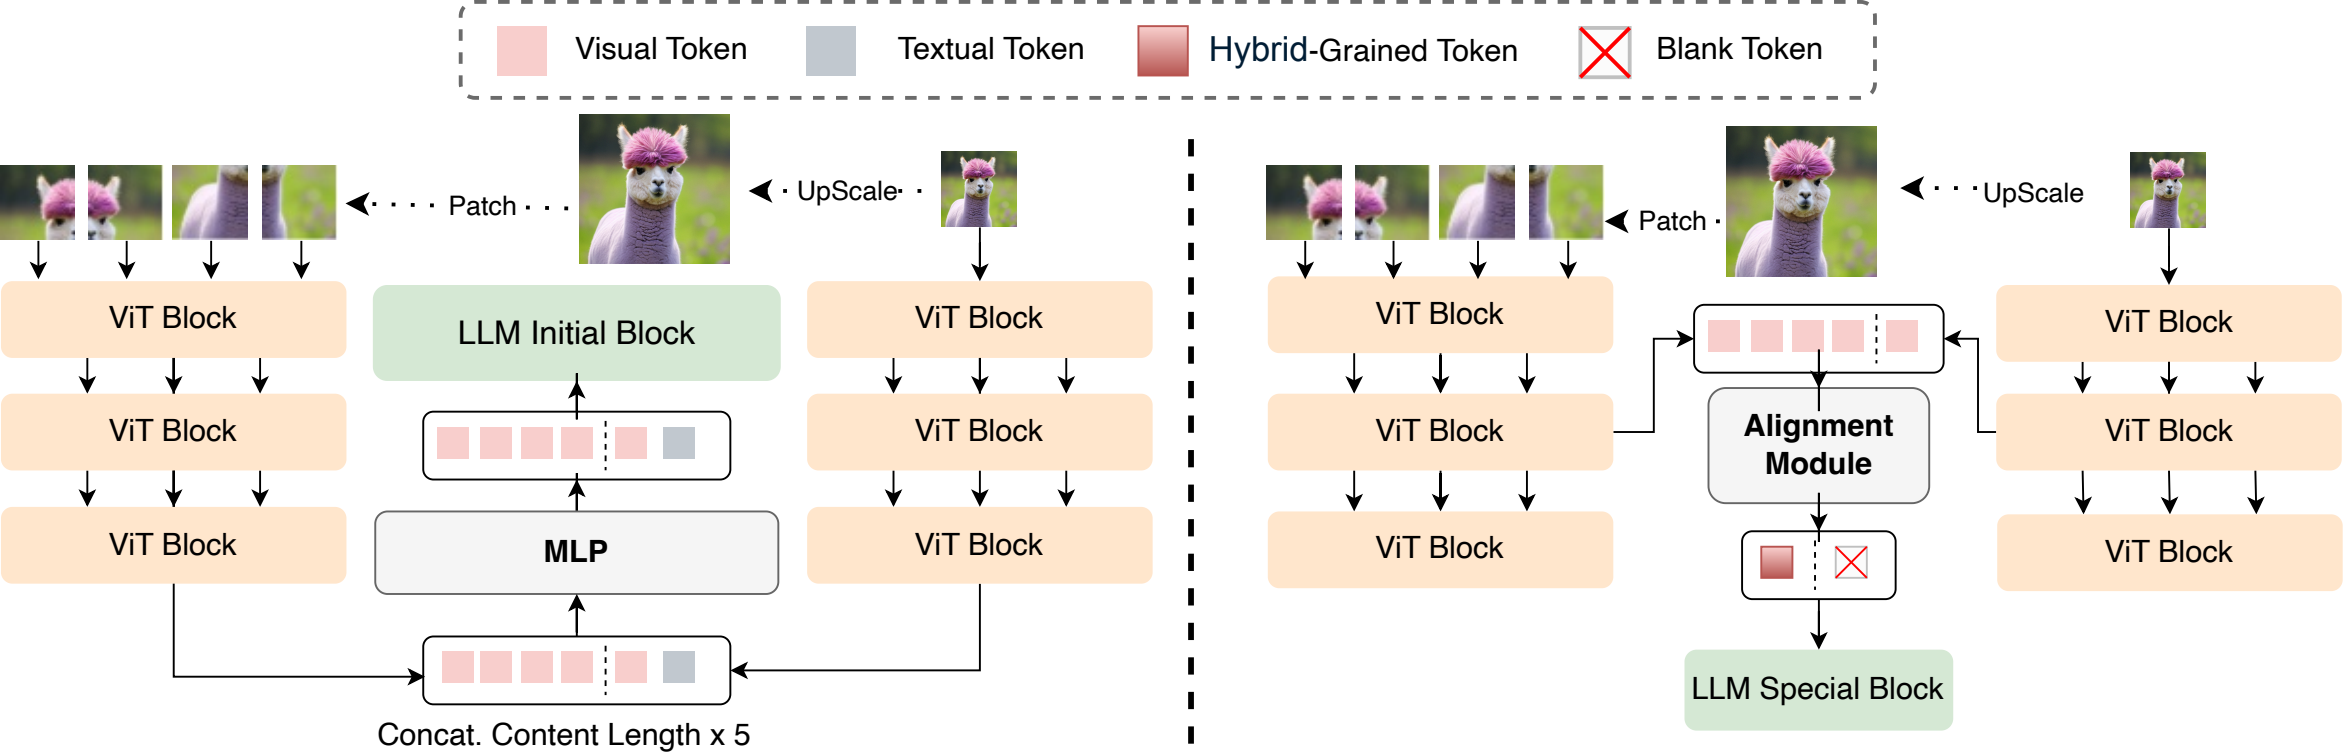 Visual Token
Textual Token
Hybrid-Grained Token
Blank Token
Patch
UpScale
ViT Block
ViT Block
ViT Block
LLM Initial Block
MLP
Concat. Content Length x 5
ViT Block
ViT Block
ViT Block
Patch
UpScale
ViT Block
ViT Block
ViT Block
Alignment
Module
LLM Special Block
ViT Block
ViT Block
ViT Block